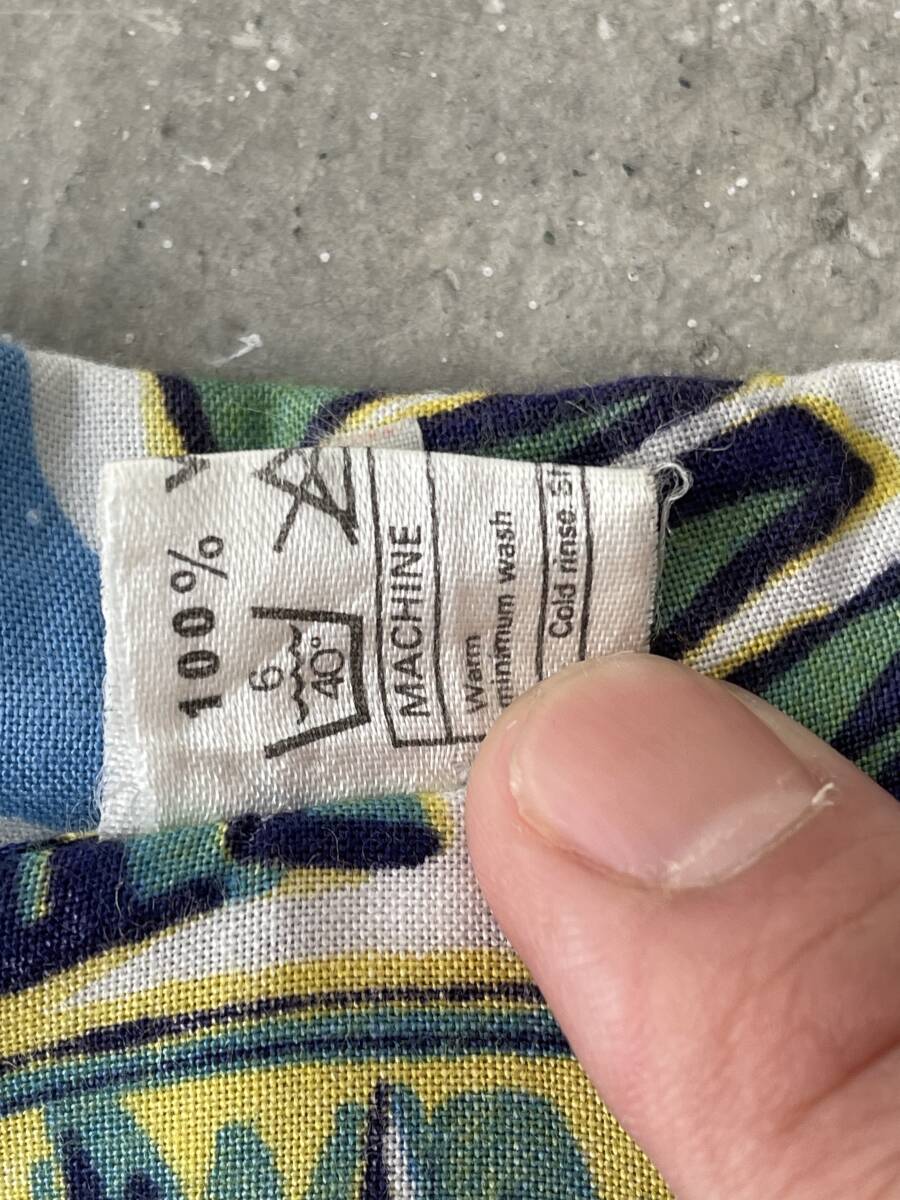 100%
6
40°
MACHINE
Warm
minimum wash
Cold rinse.